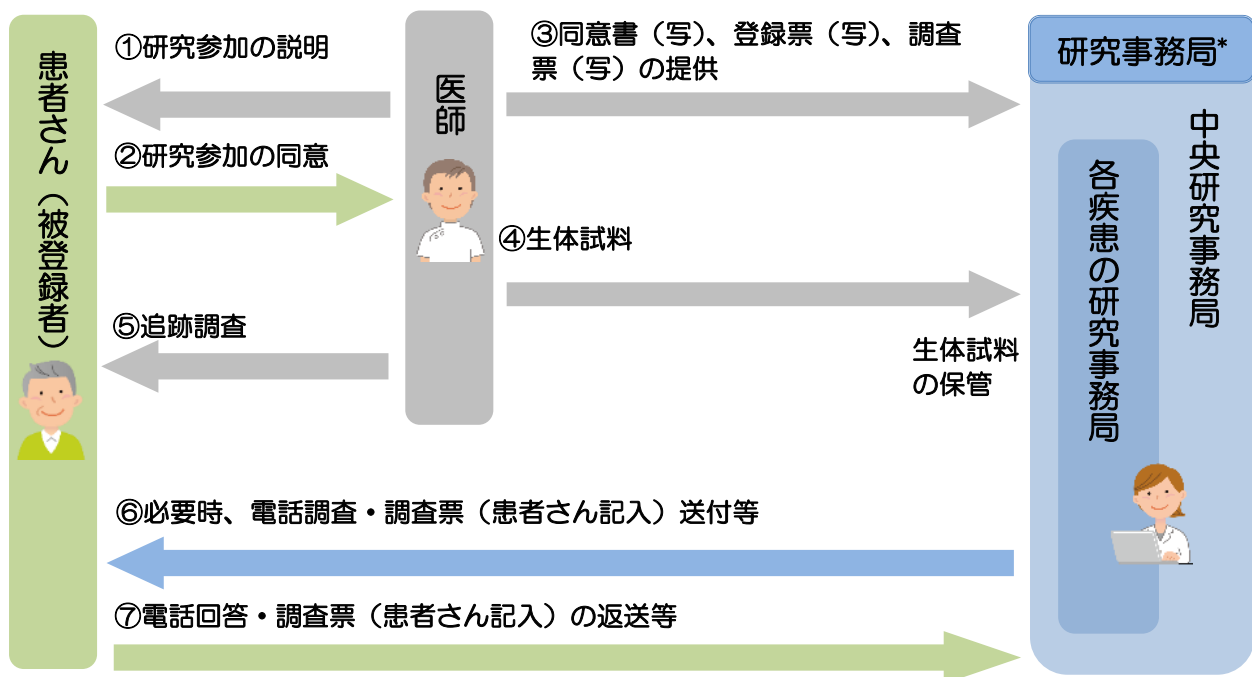 患者さん（被登録者）
①研究参加の説明
②研究参加の同意
⑤追跡調査
医師
③同意書（写）、登録票（写）、調査
票（写）の提供
④生体試料
生体試料
の保管
研究事務局*
中央研究事務局
各疾患の研究事務局
⑥必要時、電話調査・調査票（患者さん記入）送付等
⑦電話回答・調査票（患者さん記入）の返送等